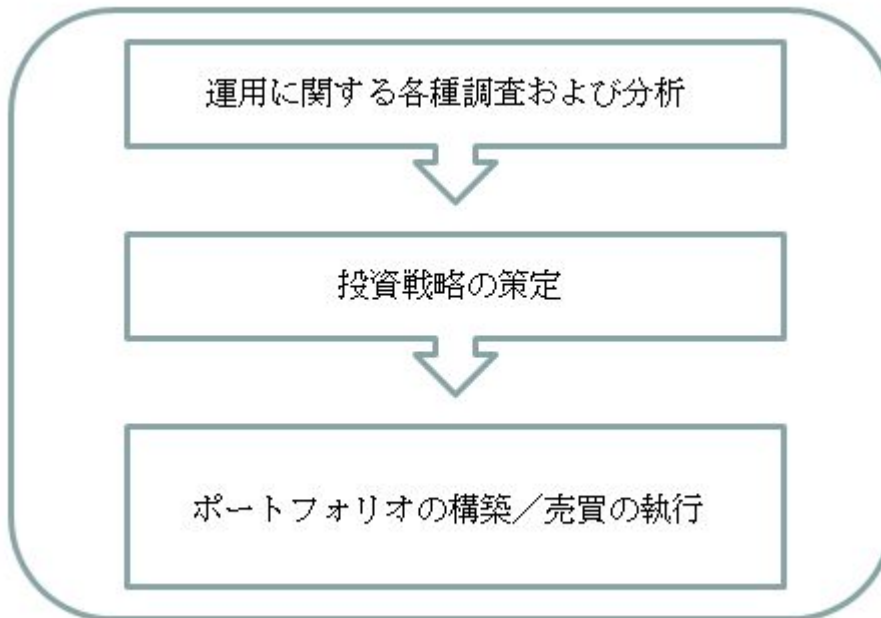 運用に関する各種調査および分析
投資戦略の策定
ポートフォリオの構築／売買の執行